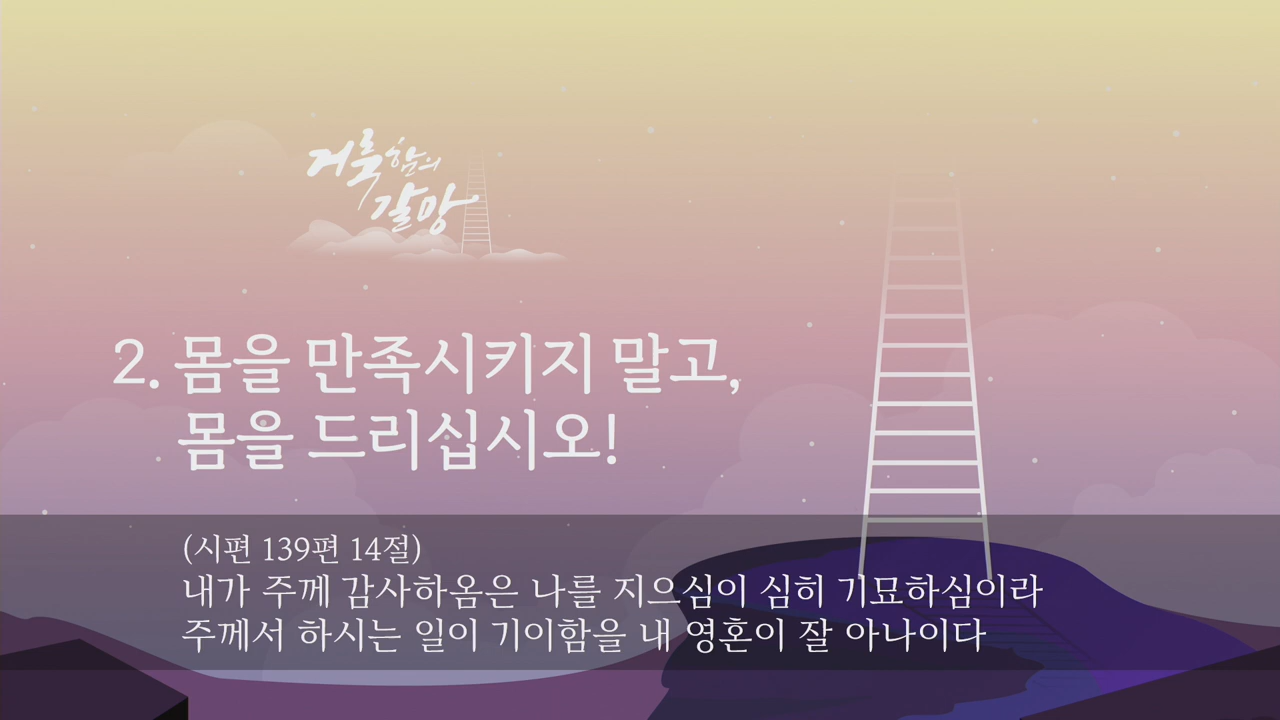 거룩함의
갈망
2. 몸을 만족시키지 말고,
몸을 드리십시오!
(시편 139편 14절)
내가 주께 감사하옴은 나를 지으심이 심히 기묘하심이라
주께서 하시는 일이 기이함을 내 영혼이 잘 아나이다